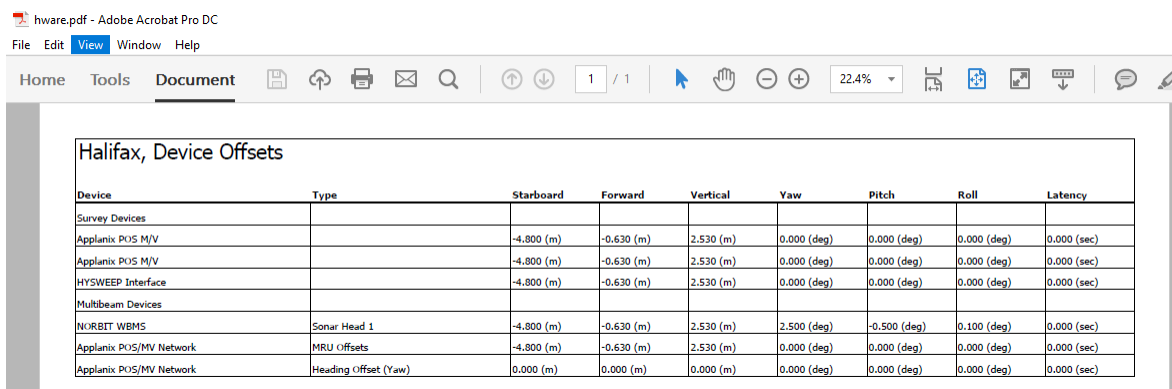 hware.pdf - Adobe Acrobat Pro DC
File Edit View Window Help
Home Tools Document 1 / 1 22.4%
Halifax, Device Offsets
Device Type Starboard Forward Vertical Yaw Pitch Roll Latency
Survey Devices
Applanix POS M/V -4.800 (m) -0.630 (m) 2.530 (m) 0.000 (deg) 0.000 (deg) 0.000 (deg) 0.000 (sec)
Applanix POS M/V -4.800 (m) -0.630 (m) 2.530 (m) 0.000 (deg) 0.000 (deg) 0.000 (deg) 0.000 (sec)
HYSWEEP Interface -4.800 (m) -0.630 (m) 2.530 (m) 0.000 (deg) 0.000 (deg) 0.000 (deg) 0.000 (sec)
Multibeam Devices
NORBIT WBMS Sonar Head 1 -4.800 (m) -0.630 (m) 2.530 (m) 2.500 (deg) -0.500 (deg) 0.100 (deg) 0.000 (sec)
Applanix POS/MV Network MRU Offsets -4.800 (m) -0.630 (m) 2.530 (m) 0.000 (deg) 0.000 (deg) 0.000 (deg) 0.000 (sec)
Applanix POS/MV Network Heading Offset (Yaw) 0.000 (m) 0.000 (m) 0.000 (m) 0.000 (deg) 0.000 (deg) 0.000 (deg) 0.000 (sec)